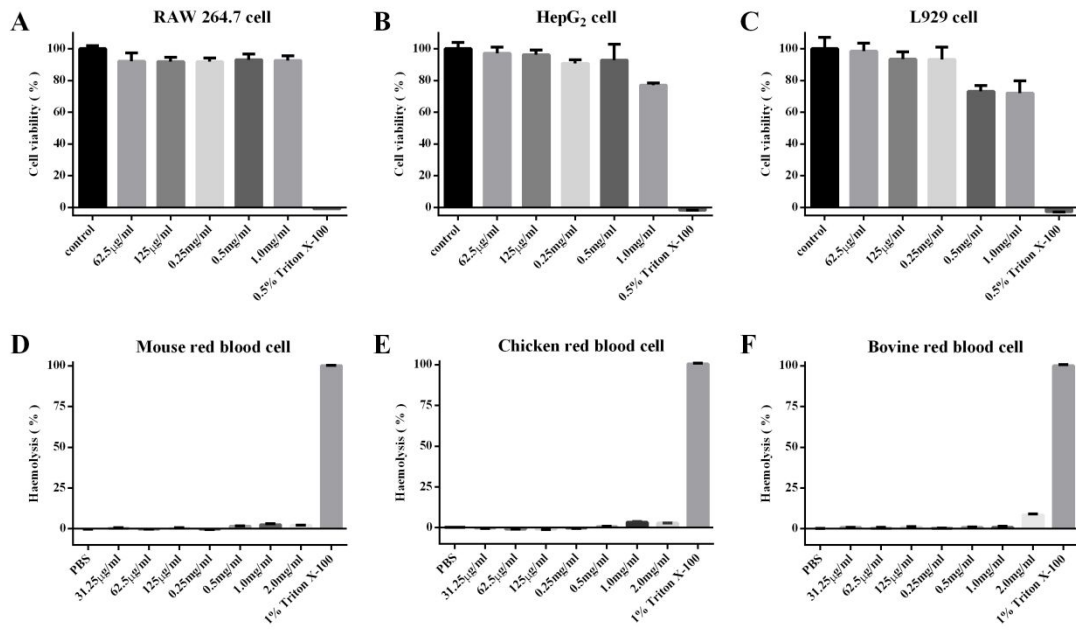 A RAW 264.7 cell
Cell viability ( % )
100
80
60
40
20
0
control
62.5μg/ml
125μg/ml
0.25mg/ml
0.5mg/ml
1.0mg/ml
0.5% Triton X-100
B HepG₂ cell
Cell viability ( % )
100
80
60
40
20
0
control
62.5μg/ml
125μg/ml
0.25mg/ml
0.5mg/ml
1.0mg/ml
0.5% Triton X-100
C L929 cell
Cell viability ( % )
100
80
60
40
20
0
control
62.5μg/ml
125μg/ml
0.25mg/ml
0.5mg/ml
1.0mg/ml
0.5% Triton X-100
D Mouse red blood cell
Haemolysis ( % )
100
75
50
25
0
PBS
31.25μg/ml
62.5μg/ml
125μg/ml
0.25mg/ml
0.5mg/ml
1.0mg/ml
2.0mg/ml
1% Triton X-100
E Chicken red blood cell
Haemolysis ( % )
100
75
50
25
0
PBS
31.25μg/ml
62.5μg/ml
125μg/ml
0.25mg/ml
0.5mg/ml
1.0mg/ml
2.0mg/ml
1% Triton X-100
F Bovine red blood cell
Haemolysis ( % )
100
75
50
25
0
PBS
31.25μg/ml
62.5μg/ml
125μg/ml
0.25mg/ml
0.5mg/ml
1.0mg/ml
2.0mg/ml
1% Triton X-100